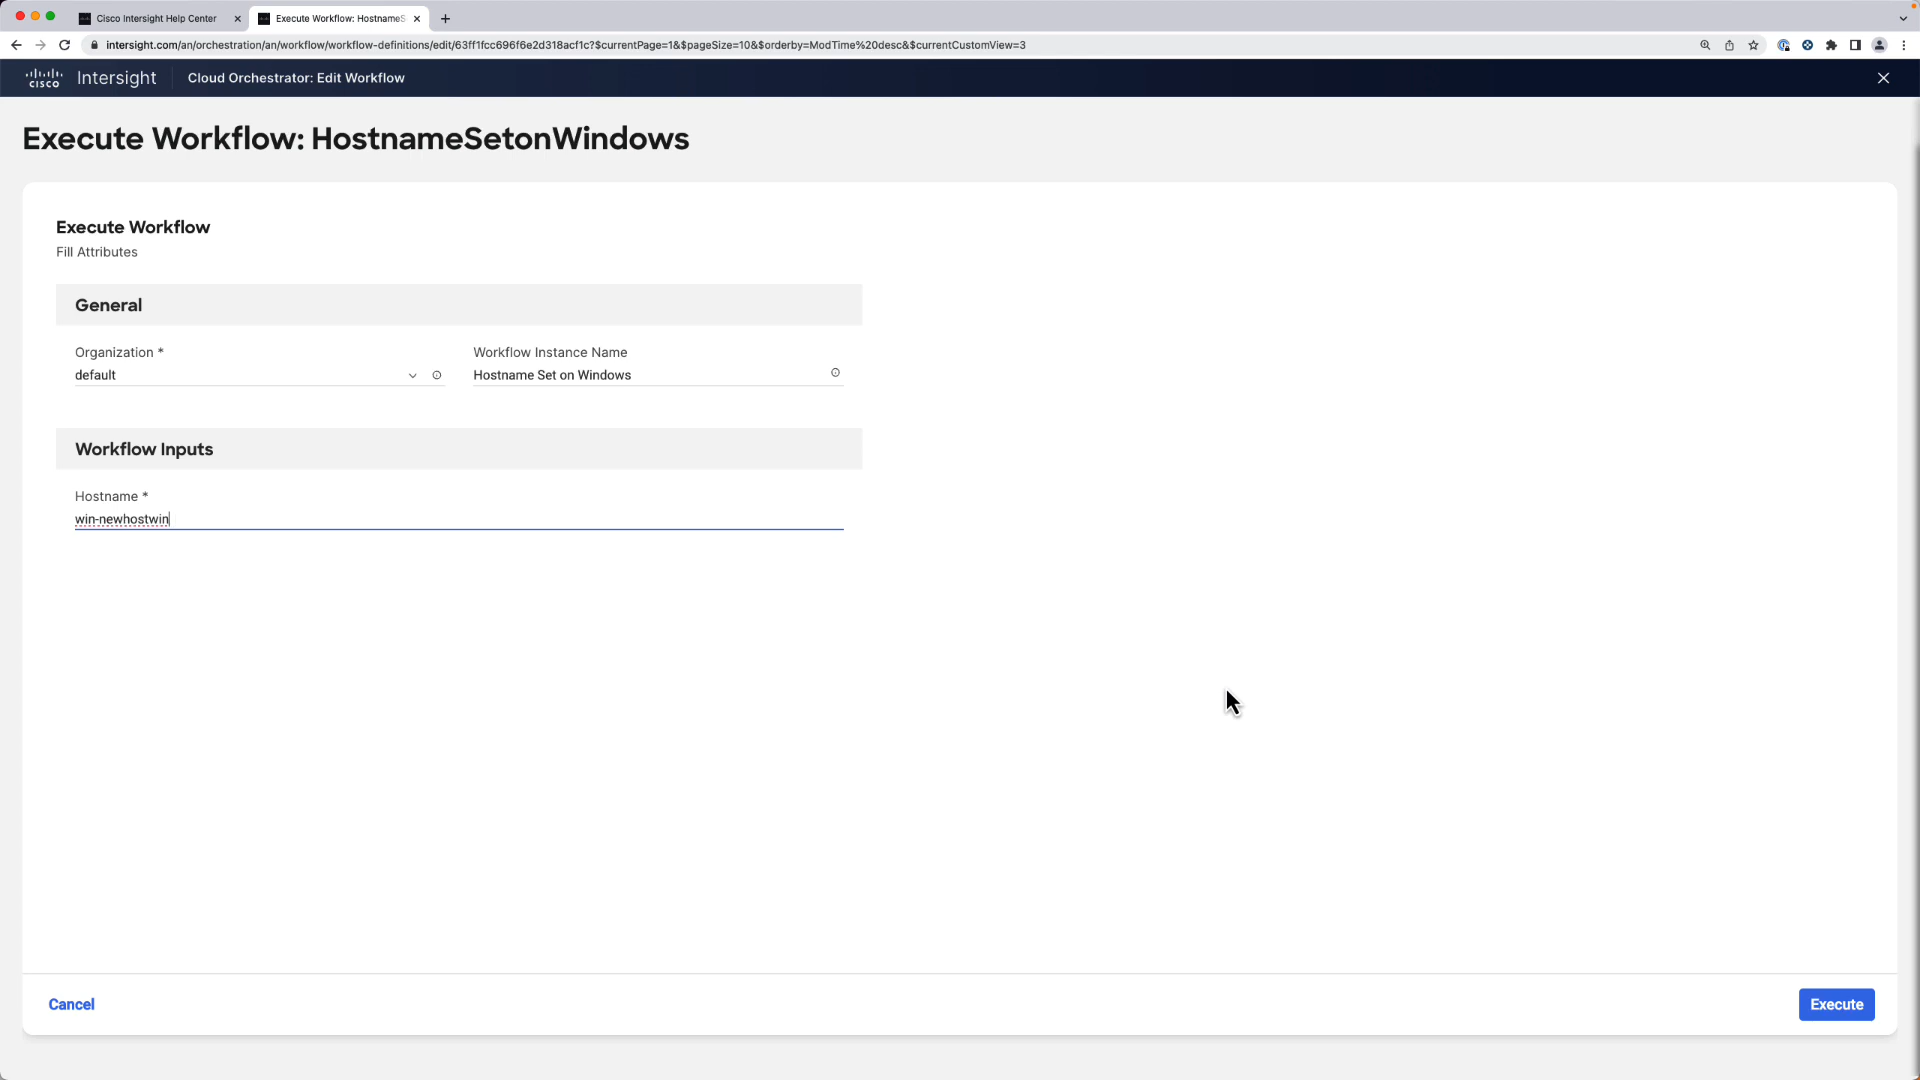 Cisco Intersight Help Center
Execute Workflow: HostnameS
intersight.com/an/orchestration/an/workflow/workflow-definitions/edit/63ff1fcc696f6e2d318acf1c?$currentPage=1&$pageSize=10&$orderby=ModTime%20desc&$currentCustomView=3
CISCO Intersight Cloud Orchestrator: Edit Workflow
Execute Workflow: HostnameSetonWindows
Execute Workflow
Fill Attributes
General
Organization * Workflow Instance Name
default Hostname Set on Windows
Workflow Inputs
Hostname *
win-newhostwin
Cancel Execute